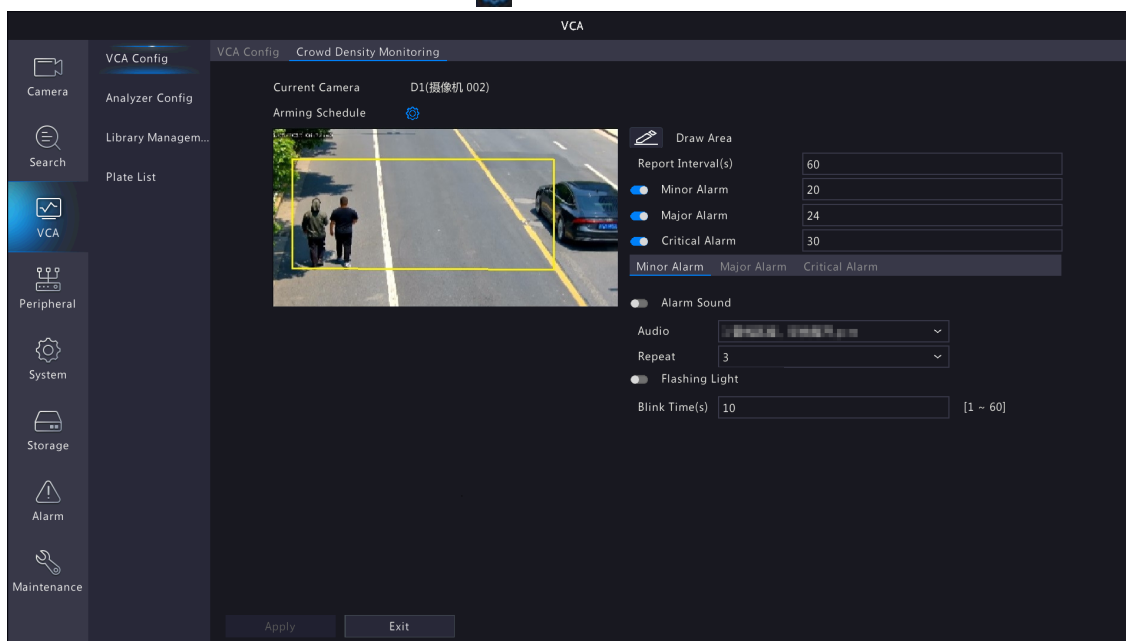 VCA
Camera
Search
VCA
Peripheral
System
Storage
Alarm
Maintenance
VCA Config
Analyzer Config
Library Managem...
Plate List
VCA Config Crowd Density Monitoring
Current Camera D1(摄像机 002)
Arming Schedule
Draw Area
Report Interval(s) 60
Minor Alarm 20
Major Alarm 24
Critical Alarm 30
Minor Alarm Major Alarm Critical Alarm
Alarm Sound
Audio
Repeat 3
Flashing Light
Blink Time(s) 10 [1 ~ 60]
Apply Exit